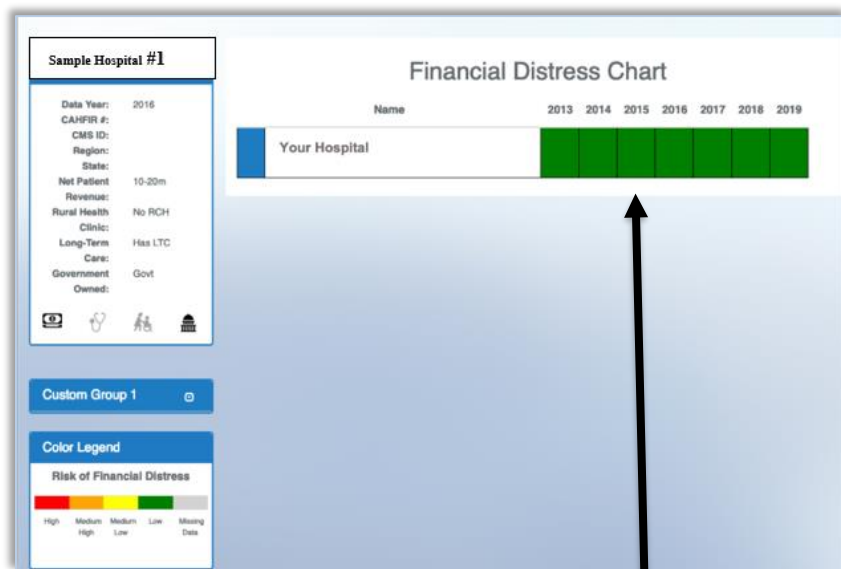 Sample Hospital #1
Data Year: 2016
CAHFIR #:
CMS ID:
Region:
State:
Net Patient 10-20m
Revenue:
Rural Health No RCH
Clinic:
Long-Term Has LTC
Care:
Government Govt
Owned:
Custom Group 1
Color Legend
Risk of Financial Distress
High Medium Medium Low Missing
High Low Data
Financial Distress Chart
Name 2013 2014 2015 2016 2017 2018 2019
Your Hospital